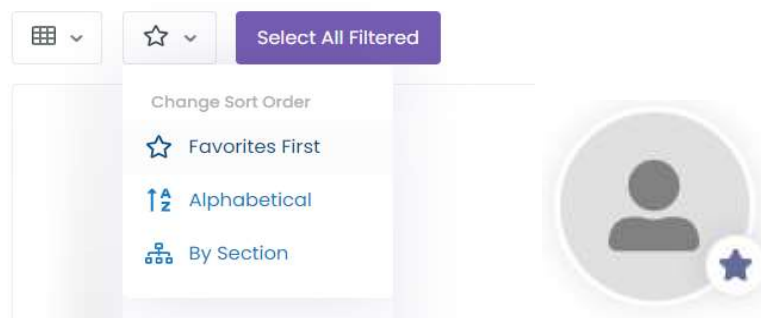 Select All Filtered
Change Sort Order
Favorites First
Alphabetical
By Section